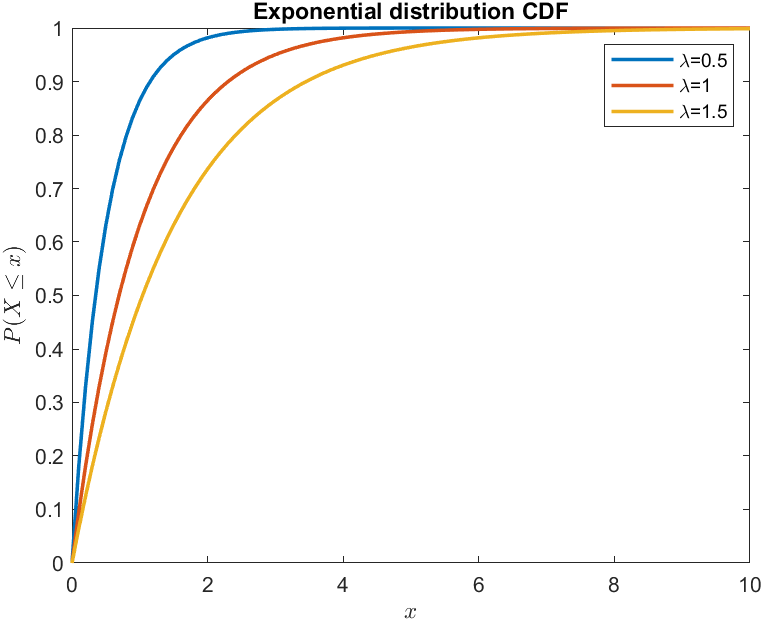 Exponential distribution CDF
λ=0.5
λ=1
λ=1.5
P(X ≤ x)
1
0.9
0.8
0.7
0.6
0.5
0.4
0.3
0.2
0.1
0
0 2 4 6 8 10
x